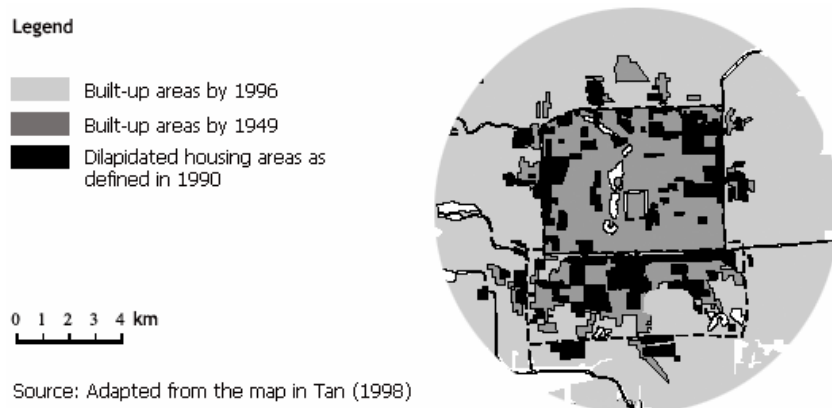 Legend
Built-up areas by 1996
Built-up areas by 1949
Dilapidated housing areas as
defined in 1990
0 1 2 3 4 km
Source: Adapted from the map in Tan (1998)